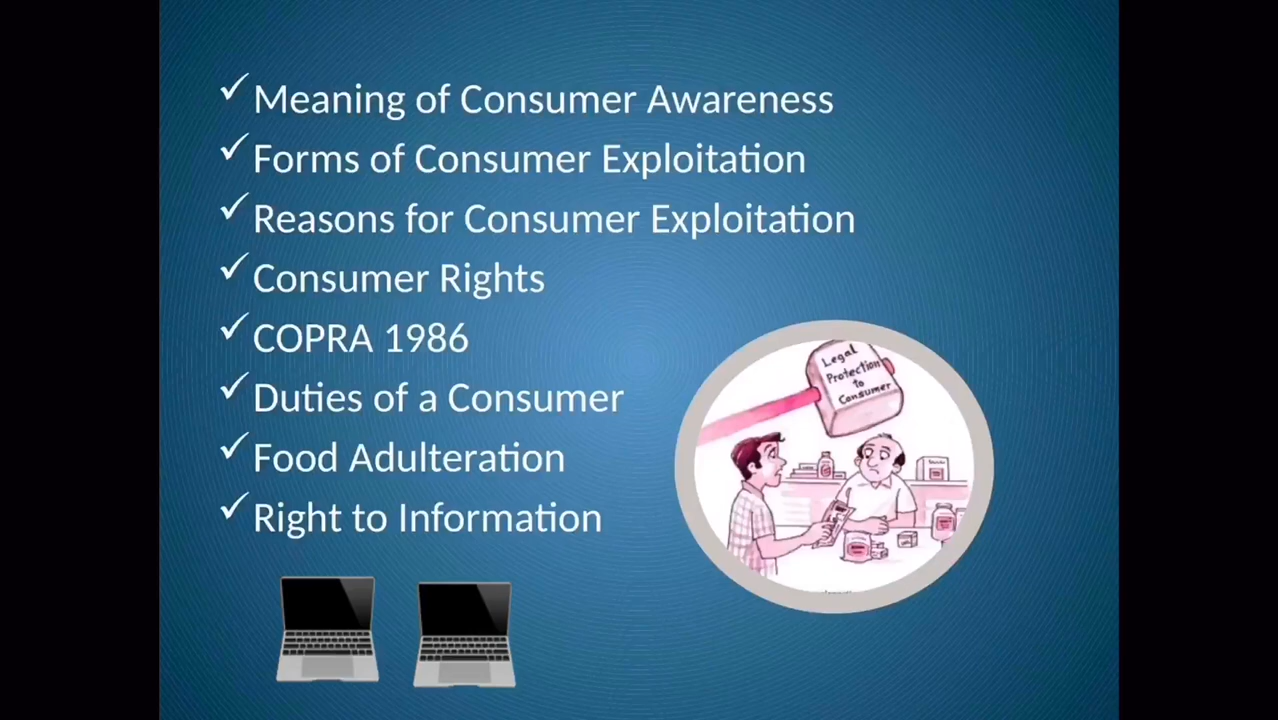 Meaning of Consumer Awareness
Forms of Consumer Exploitation
Reasons for Consumer Exploitation
Consumer Rights
COPRA 1986
Duties of a Consumer
Food Adulteration
Right to Information
Legal
Protection
to
Consumer